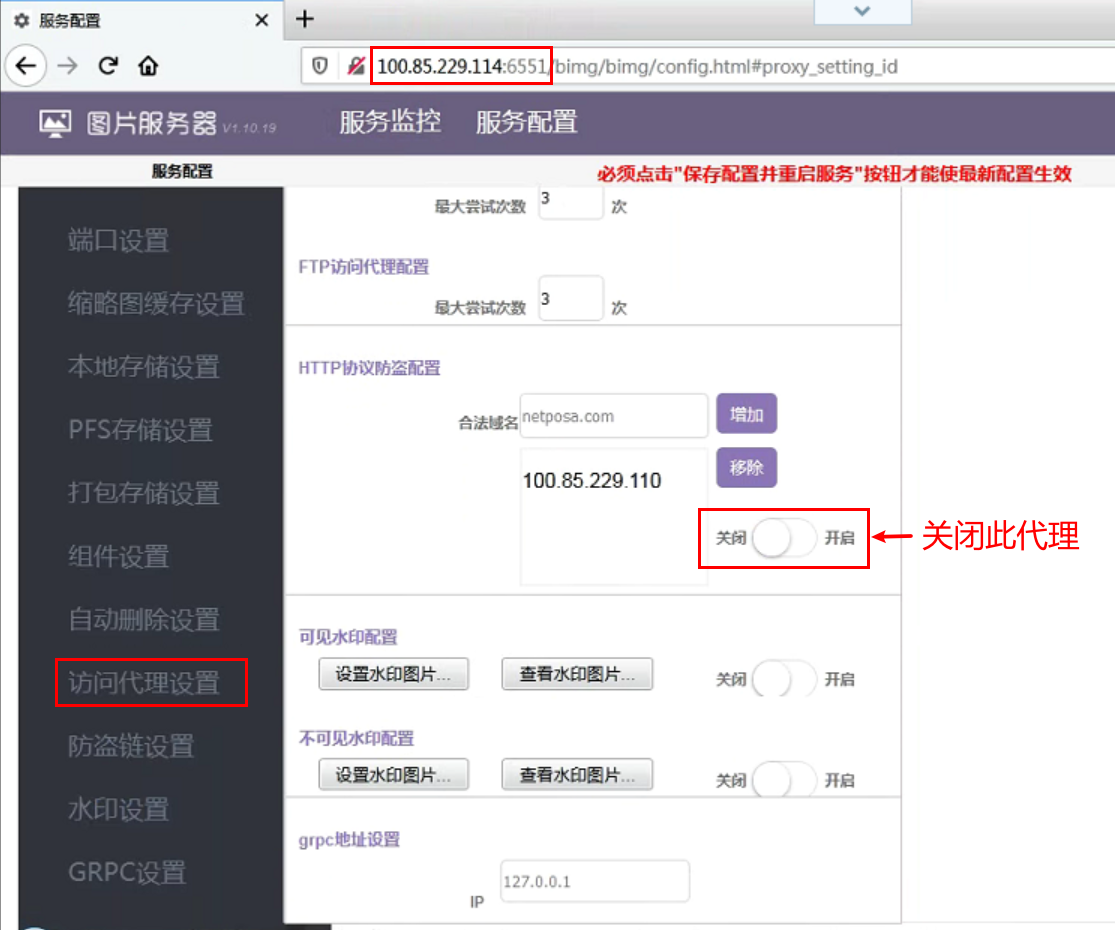 服务配置
100.85.229.114:6551/bimg/bimg/config.html#proxy_setting_id
图片服务器 V1.10.19 服务监控 服务配置
服务配置 必须点击"保存配置并重启服务"按钮才能使最新配置生效
端口设置
缩略图缓存设置
本地存储设置
PFS存储设置
打包存储设置
组件设置
自动删除设置
访问代理设置
防盗链设置
水印设置
GRPC设置
最大尝试次数 3 次
FTP访问代理配置
最大尝试次数 3 次
HTTP协议防盗配置
合法域名 netposa.com 增加
100.85.229.110 移除
关闭 开启 关闭此代理
可见水印配置
设置水印图片... 查看水印图片... 关闭 开启
不可见水印配置
设置水印图片... 查看水印图片... 关闭 开启
grpc地址设置
IP 127.0.0.1